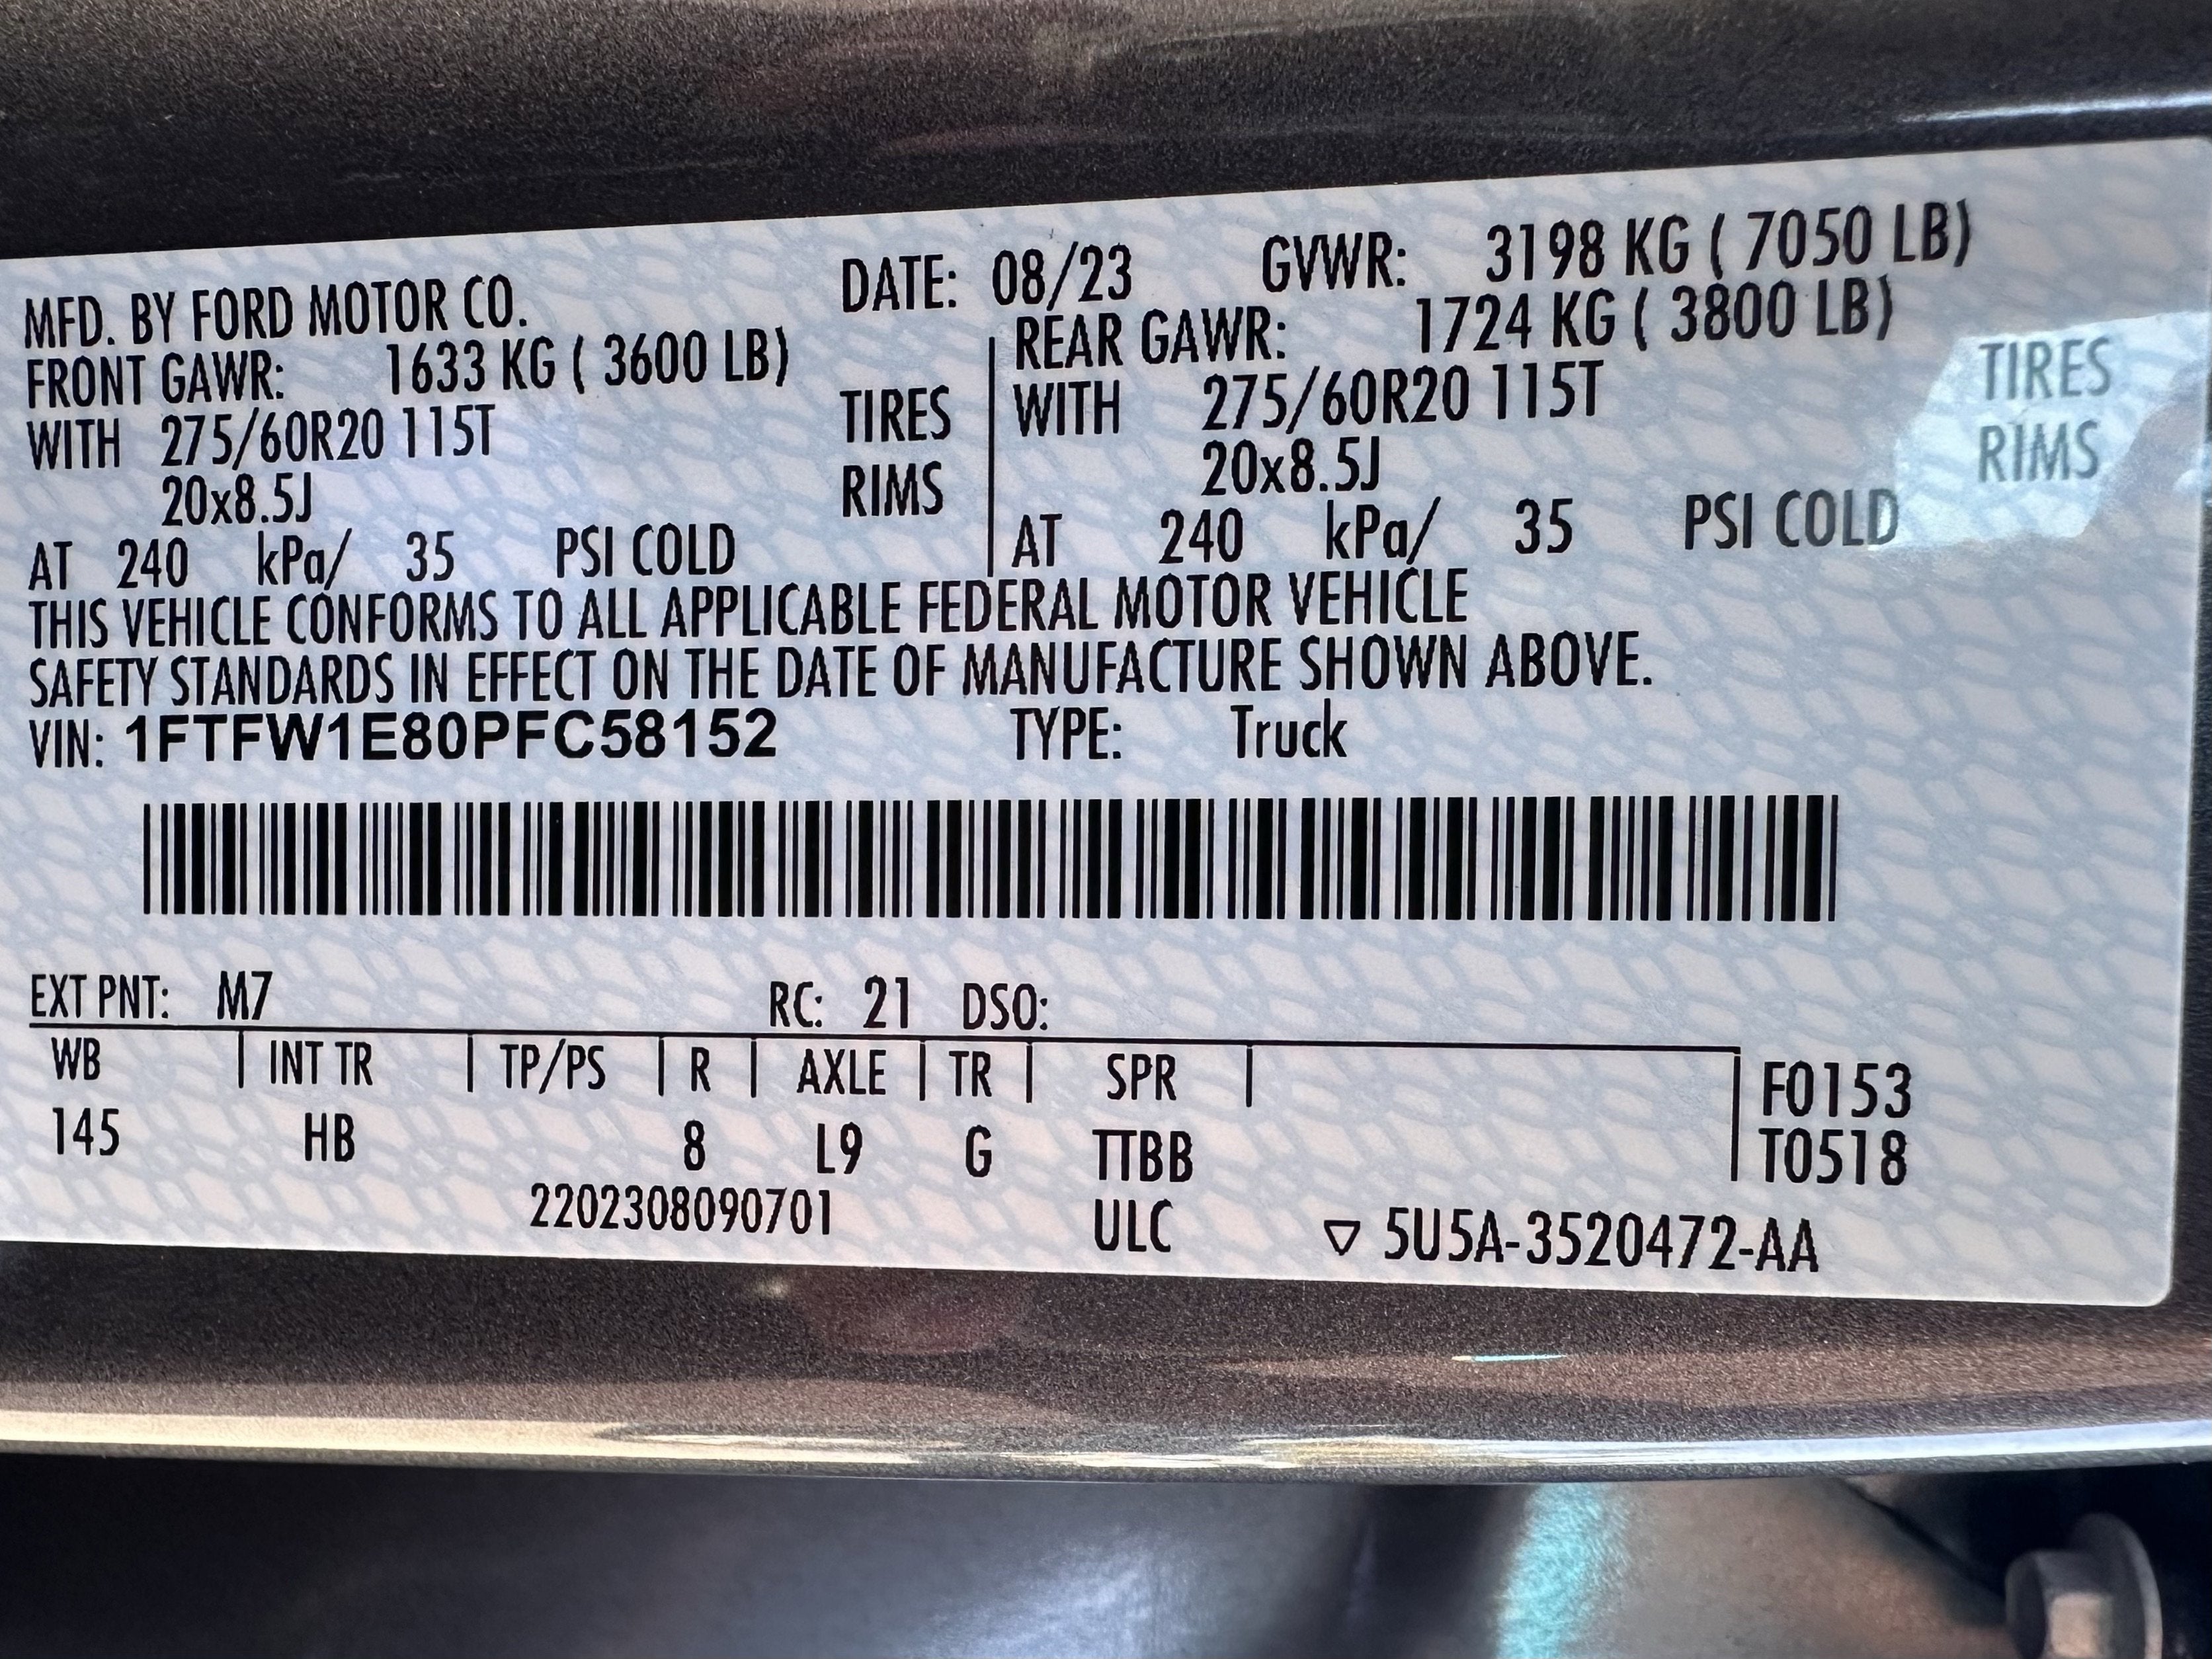 MFD. BY FORD MOTOR CO. DATE: 08/23 GVWR: 3198 KG ( 7050 LB)
FRONT GAWR: 1633 KG ( 3600 LB) REAR GAWR: 1724 KG ( 3800 LB)
WITH 275/60R20 115T TIRES WITH 275/60R20 115T TIRES
20x8.5J RIMS 20x8.5J RIMS
AT 240 kPa/ 35 PSI COLD AT 240 kPa/ 35 PSI COLD
THIS VEHICLE CONFORMS TO ALL APPLICABLE FEDERAL MOTOR VEHICLE
SAFETY STANDARDS IN EFFECT ON THE DATE OF MANUFACTURE SHOWN ABOVE.
VIN: 1FTFW1E80PFC58152 TYPE: Truck
EXT PNT: M7 RC: 21 DSO:
WB INT TR TP/PS R AXLE TR SPR F0153
145 HB 8 L9 G TTBB T0518
2202308090701 ULC ▽ 5U5A-3520472-AA